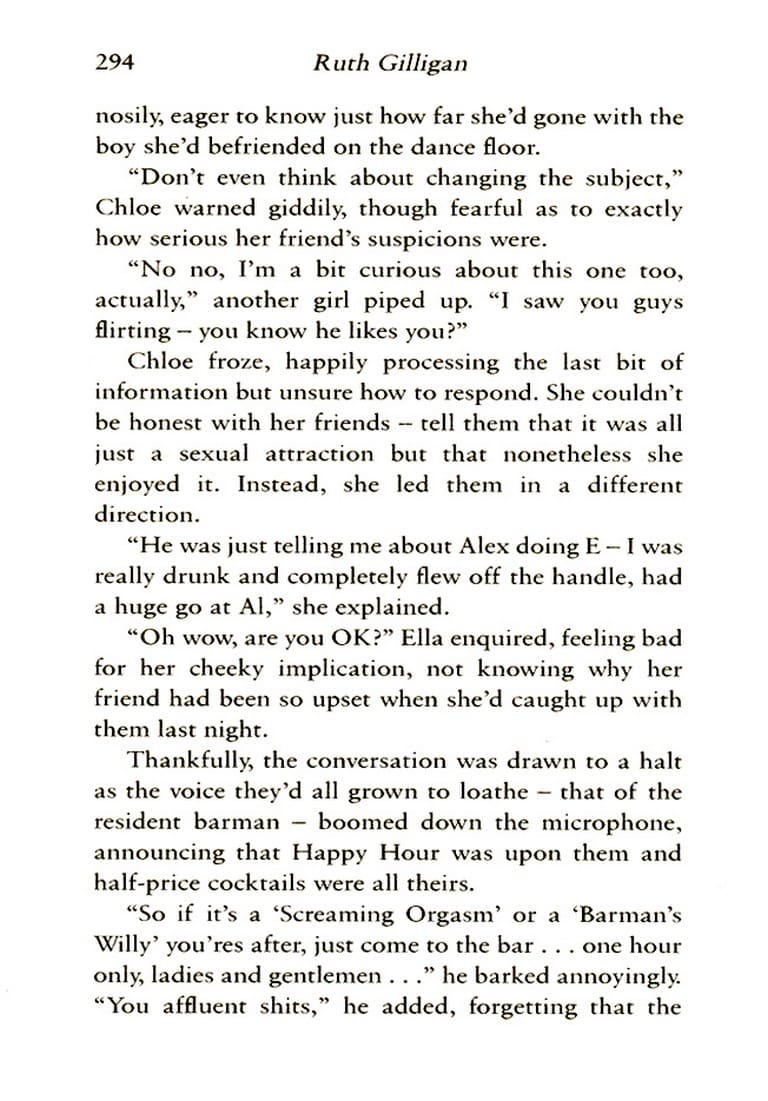 294 Ruth Gilligan
nosily, eager to know just how far she'd gone with the
boy she'd befriended on the dance floor.
“Don't even think about changing the subject,”
Chloe warned giddily, though fearful as to exactly
how serious her friend's suspicions were.
“No no, I'm a bit curious about this one too,
actually,” another girl piped up. “I saw you guys
flirting – you know he likes you?”
Chloe froze, happily processing the last bit of
information but unsure how to respond. She couldn't
be honest with her friends – tell them that it was all
just a sexual attraction but that nonetheless she
enjoyed it. Instead, she led them in a different
direction.
“He was just telling me about Alex doing E – I was
really drunk and completely flew off the handle, had
a huge go at Al,” she explained.
“Oh wow, are you OK?” Ella enquired, feeling bad
for her cheeky implication, not knowing why her
friend had been so upset when she'd caught up with
them last night.
Thankfully, the conversation was drawn to a halt
as the voice they'd all grown to loathe – that of the
resident barman – boomed down the microphone,
announcing that Happy Hour was upon them and
half-price cocktails were all theirs.
“So if it's a ‘Screaming Orgasm’ or a ‘Barman's
Willy’ you'res after, just come to the bar . . . one hour
only, ladies and gentlemen . . .” he barked annoyingly.
“You affluent shits,” he added, forgetting that the